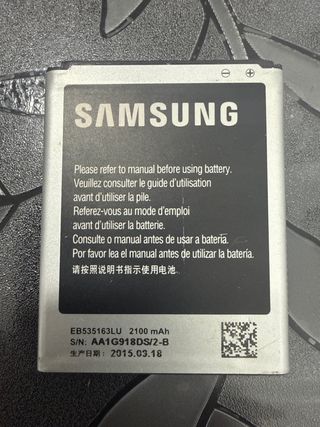 SAMSUNG
Please refer to manual before using battery.
Veuillez consulter le guide d'utilisation
avant d'utiliser la pile.
Referez-vous au mode d'emploi
avant d'utiliser la batterie.
Consulte o manual antes de usar a bateria.
Por favor lea el manual antes de utilizar la batería.
请按照说明书指示使用电池。
EB535163LU 2100 mAh
S/N: AA1G918DS/2-B
生产日期: 2015.03.18